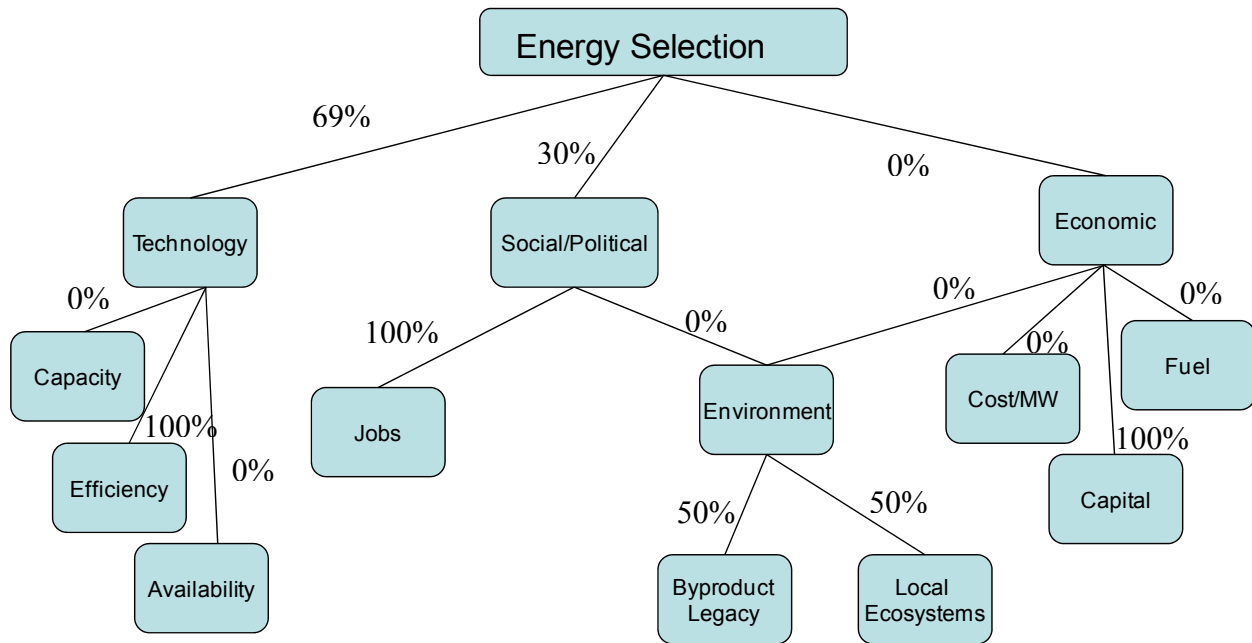 Energy Selection
69%
30%
0%
Technology
Social/Political
Economic
0%
100%
0%
0%
0%
0%
Capacity
Jobs
Environment
Cost/MW
Fuel
100%
0%
100%
Efficiency
Capital
Availability
50%
50%
Byproduct
Legacy
Local
Ecosystems